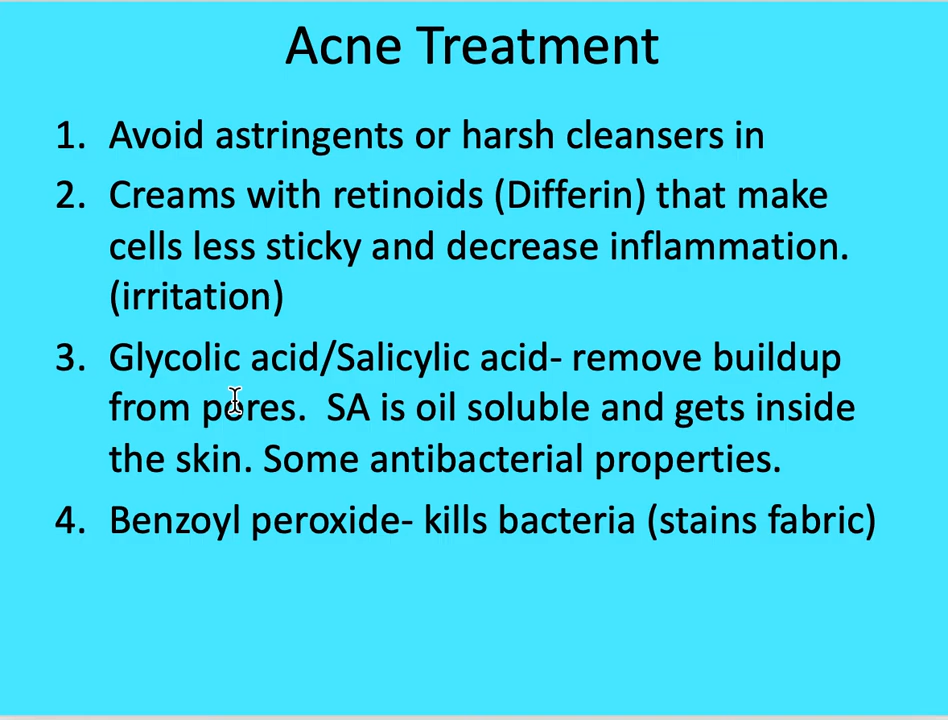 Acne Treatment
1. Avoid astringents or harsh cleansers in
2. Creams with retinoids (Differin) that make
cells less sticky and decrease inflammation.
(irritation)
3. Glycolic acid/Salicylic acid- remove buildup
from pores.  SA is oil soluble and gets inside
the skin. Some antibacterial properties.
4. Benzoyl peroxide- kills bacteria (stains fabric)